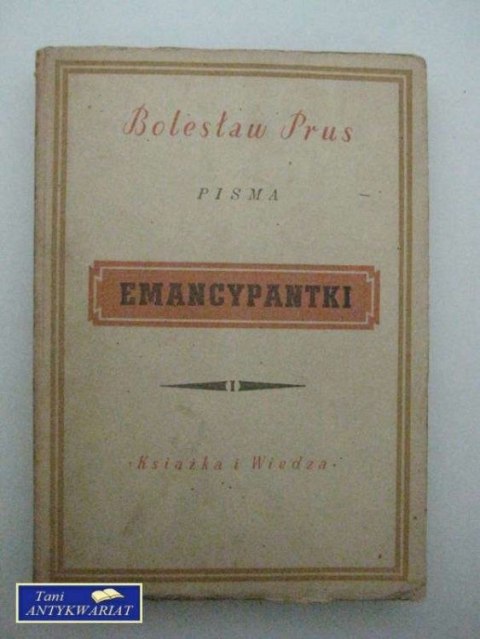 Bolesław Prus
PISMA
EMANCYPANTKI
I
· Książka i Wiedza ·
Tani
ANTYKWARIAT